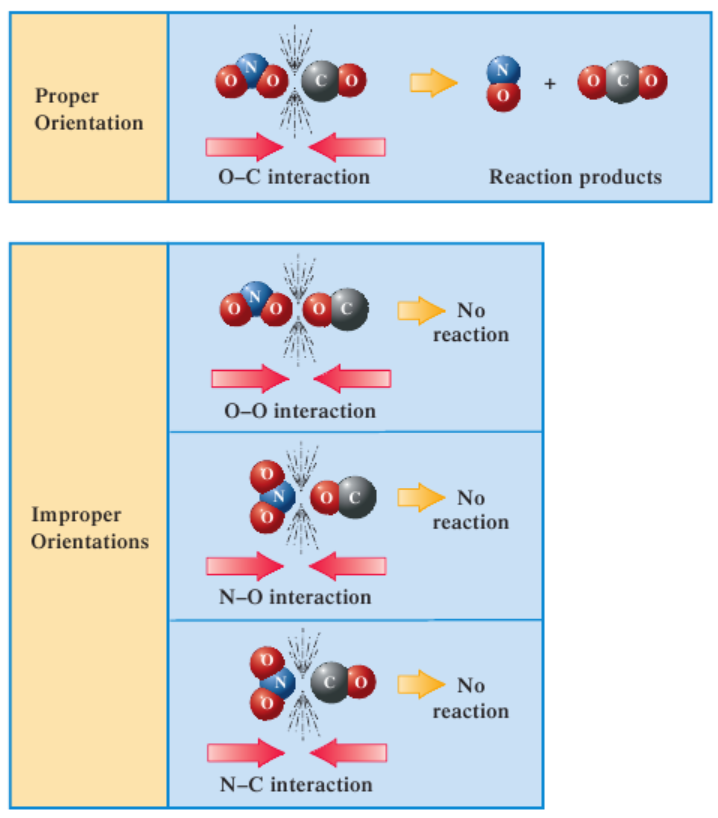 Proper
Orientation
O N O C O
N
O
+
O C O
O–C interaction
Reaction products
Improper
Orientations
O N O O C
No
reaction
O–O interaction
O
N
O
O C
No
reaction
N–O interaction
O
N
O
C O
No
reaction
N–C interaction